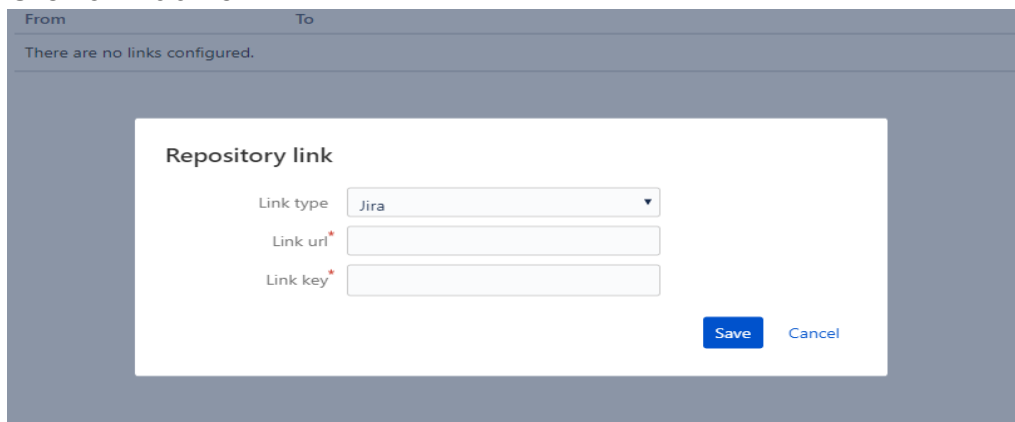 From To
There are no links configured.
Repository link
Link type Jira
Link url*
Link key*
Save Cancel